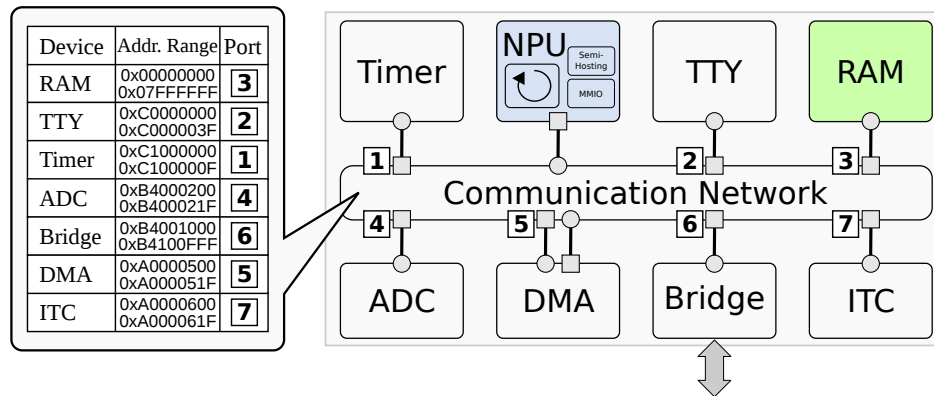 Device Addr. Range Port
RAM 0x00000000 0x07FFFFFF 3
TTY 0xC0000000 0xC000003F 2
Timer 0xC1000000 0xC100000F 1
ADC 0xB4000200 0xB400021F 4
Bridge 0xB4001000 0xB4100FFF 6
DMA 0xA0000500 0xA000051F 5
ITC 0xA0000600 0xA000061F 7
Timer
NPU
Semi-
Hosting
MMIO
TTY
RAM
1
2
3
Communication Network
4
5
6
7
ADC
DMA
Bridge
ITC